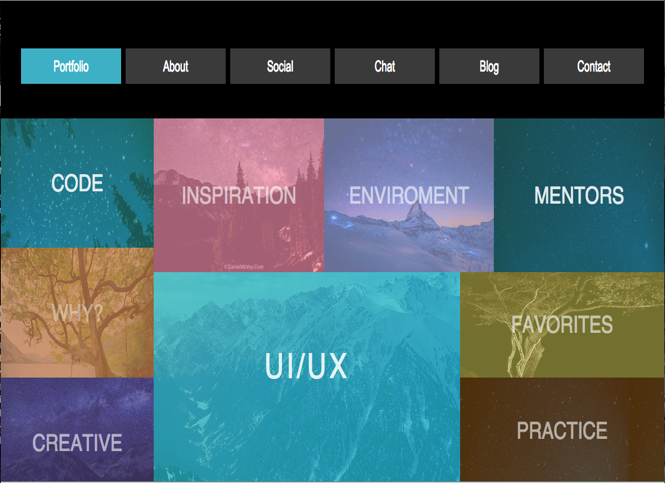 Portfolio
About
Social
Chat
Blog
Contact
CODE
INSPIRATION
ENVIROMENT
MENTORS
WHY?
UI/UX
FAVORITES
CREATIVE
PRACTICE